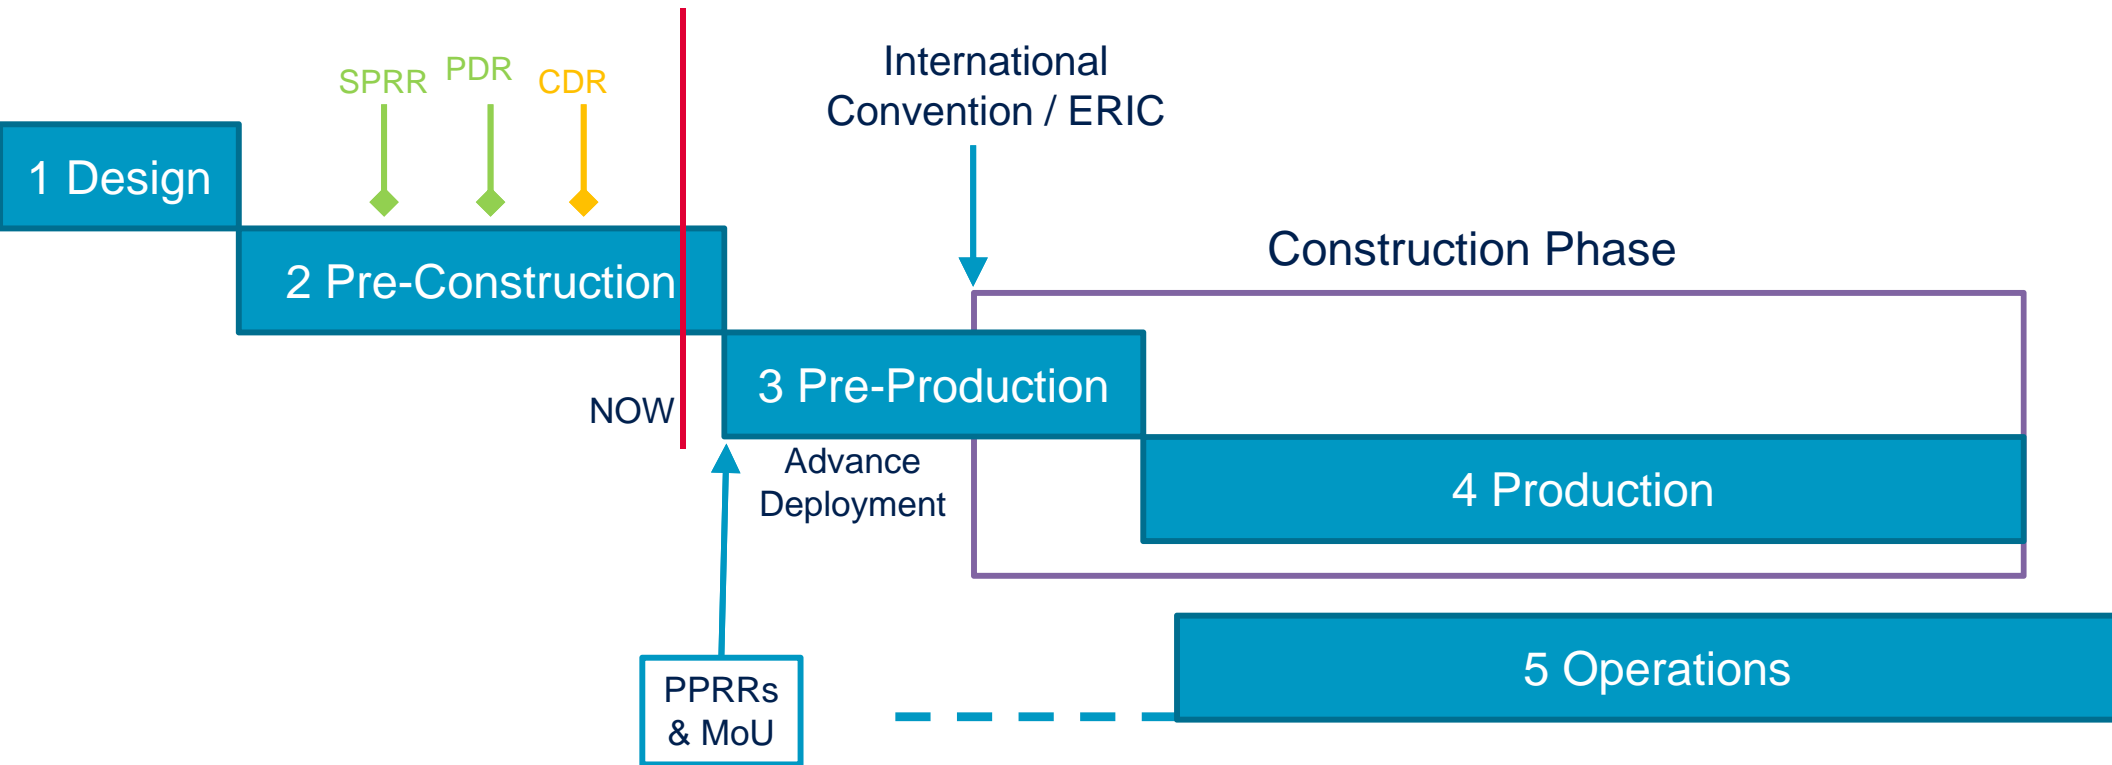 SPRR
PDR
CDR
International
Convention / ERIC
1 Design
2 Pre-Construction
Construction Phase
NOW
3 Pre-Production
Advance
Deployment
4 Production
PPRRs
& MoU
5 Operations